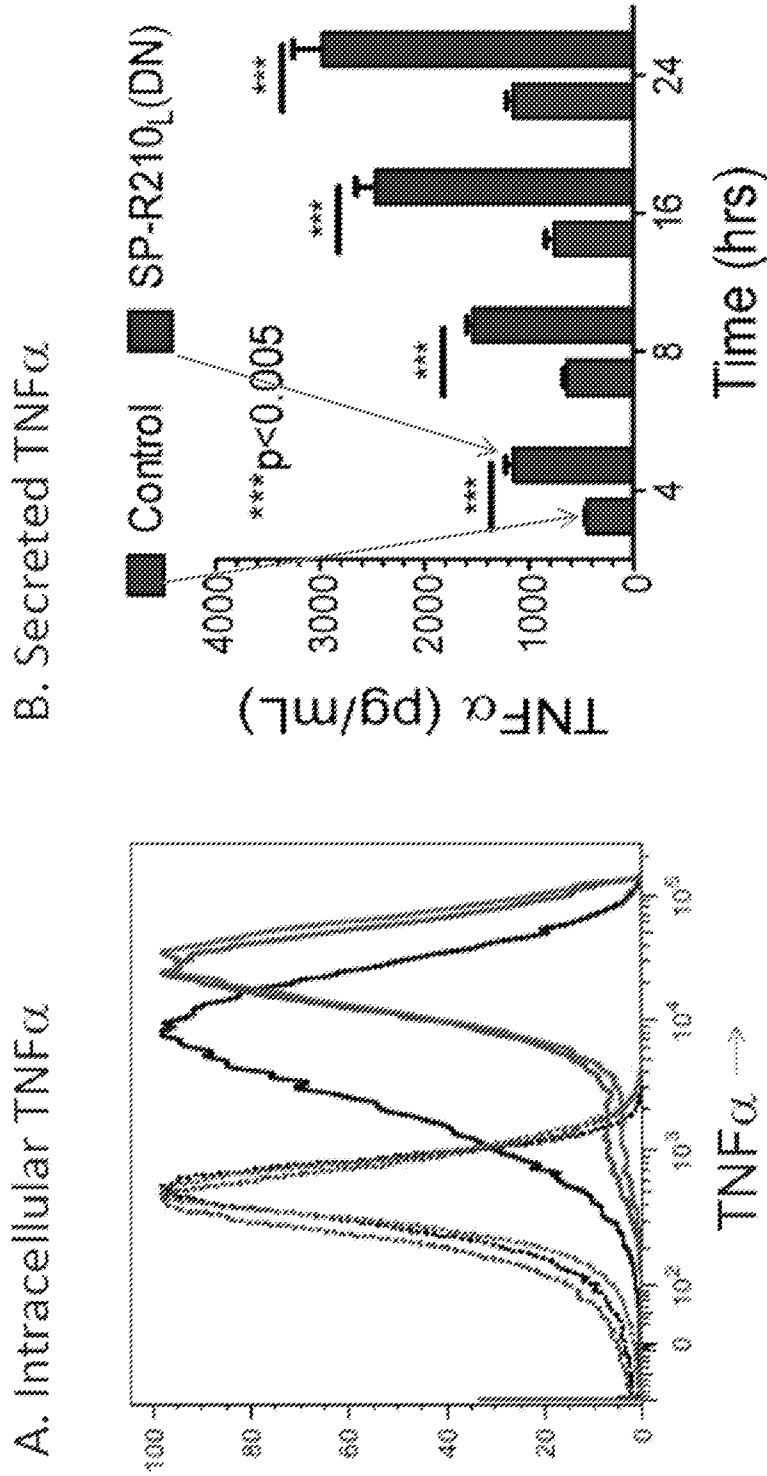 A. Intracellular TNFα
100
80
60
40
20
0
0 10² 10³ 10⁴ 10⁵
TNFα →
B. Secreted TNFα
Control SP-R210L(DN)
***p<0.005
TNFα (pg/mL)
4000
3000
2000
1000
0
***
***
***
***
4 8 16 24
Time (hrs)